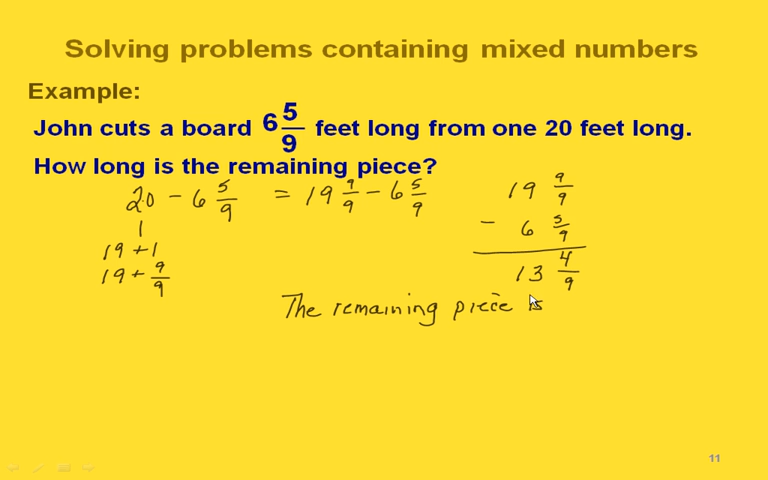 Solving problems containing mixed numbers
Example:
John cuts a board 6 5/9 feet long from one 20 feet long.
How long is the remaining piece?
20 - 6 5/9 = 19 9/9 - 6 5/9
1
19 + 1
19 + 9/9
19 9/9
- 6 5/9
13 4/9
The remaining piece is
11